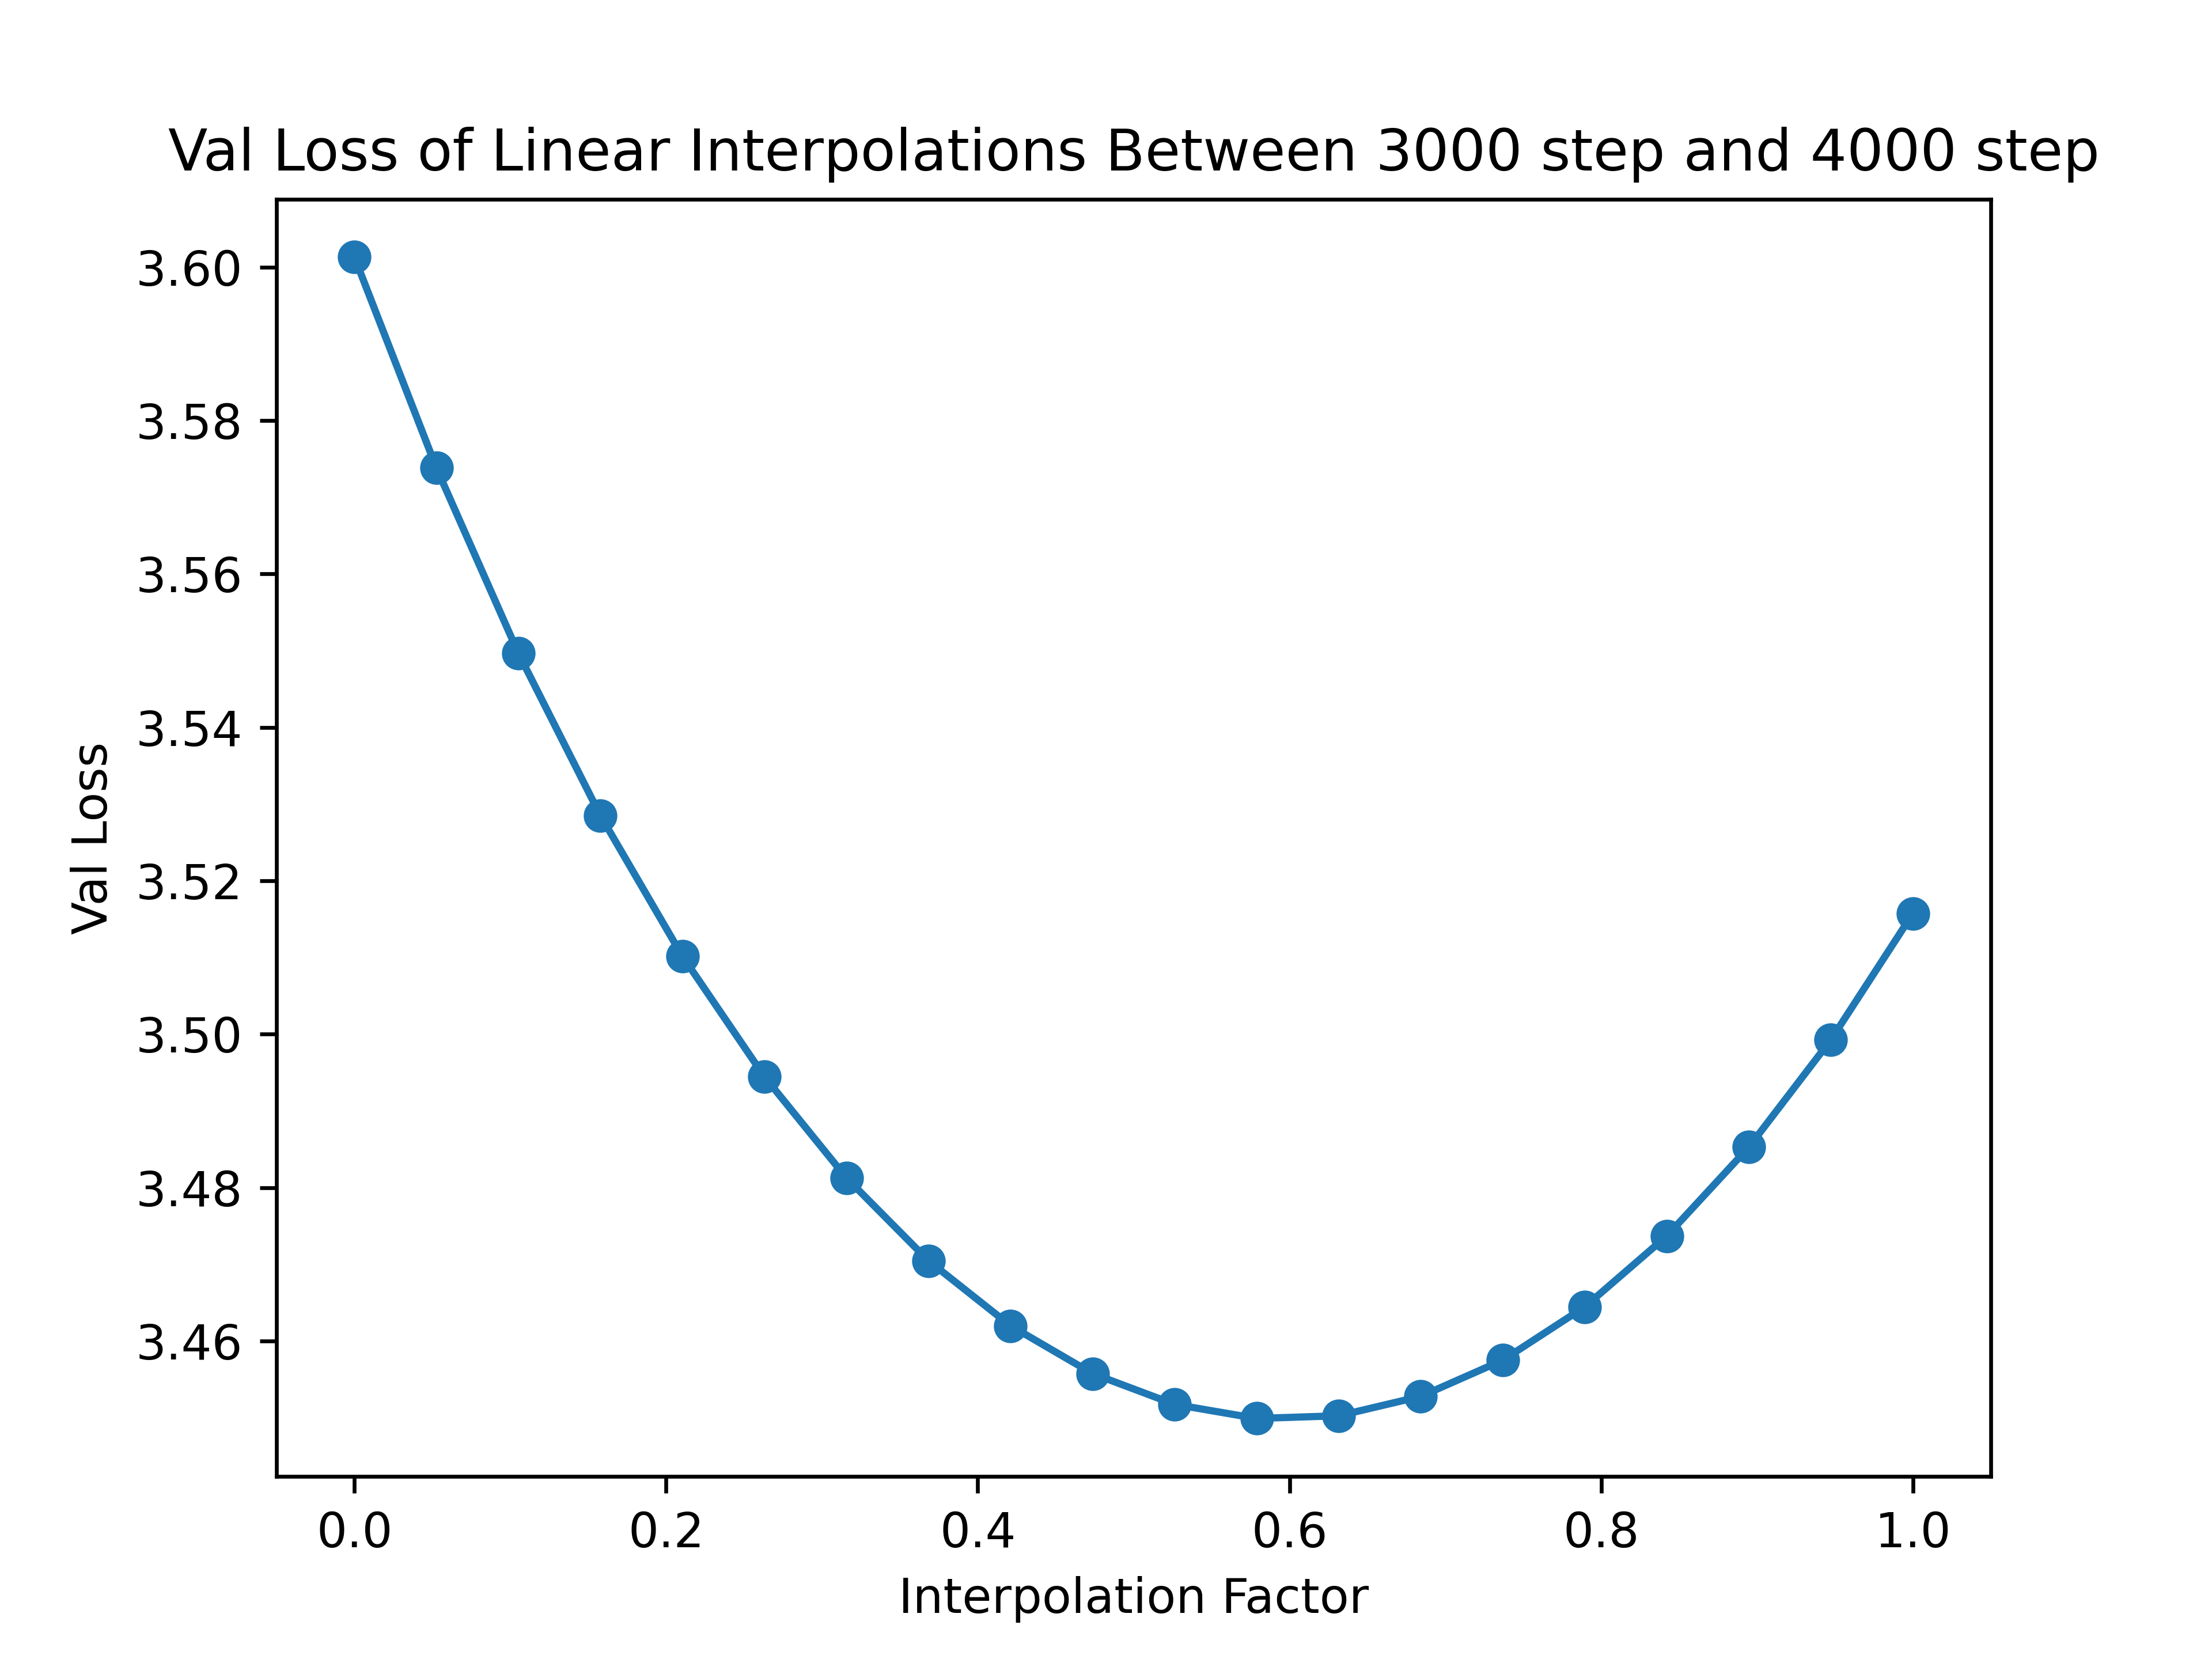 Val Loss of Linear Interpolations Between 3000 step and 4000 step
3.60
3.58
3.56
3.54
3.52
3.50
3.48
3.46
Val Loss
0.0 0.2 0.4 0.6 0.8 1.0
Interpolation Factor